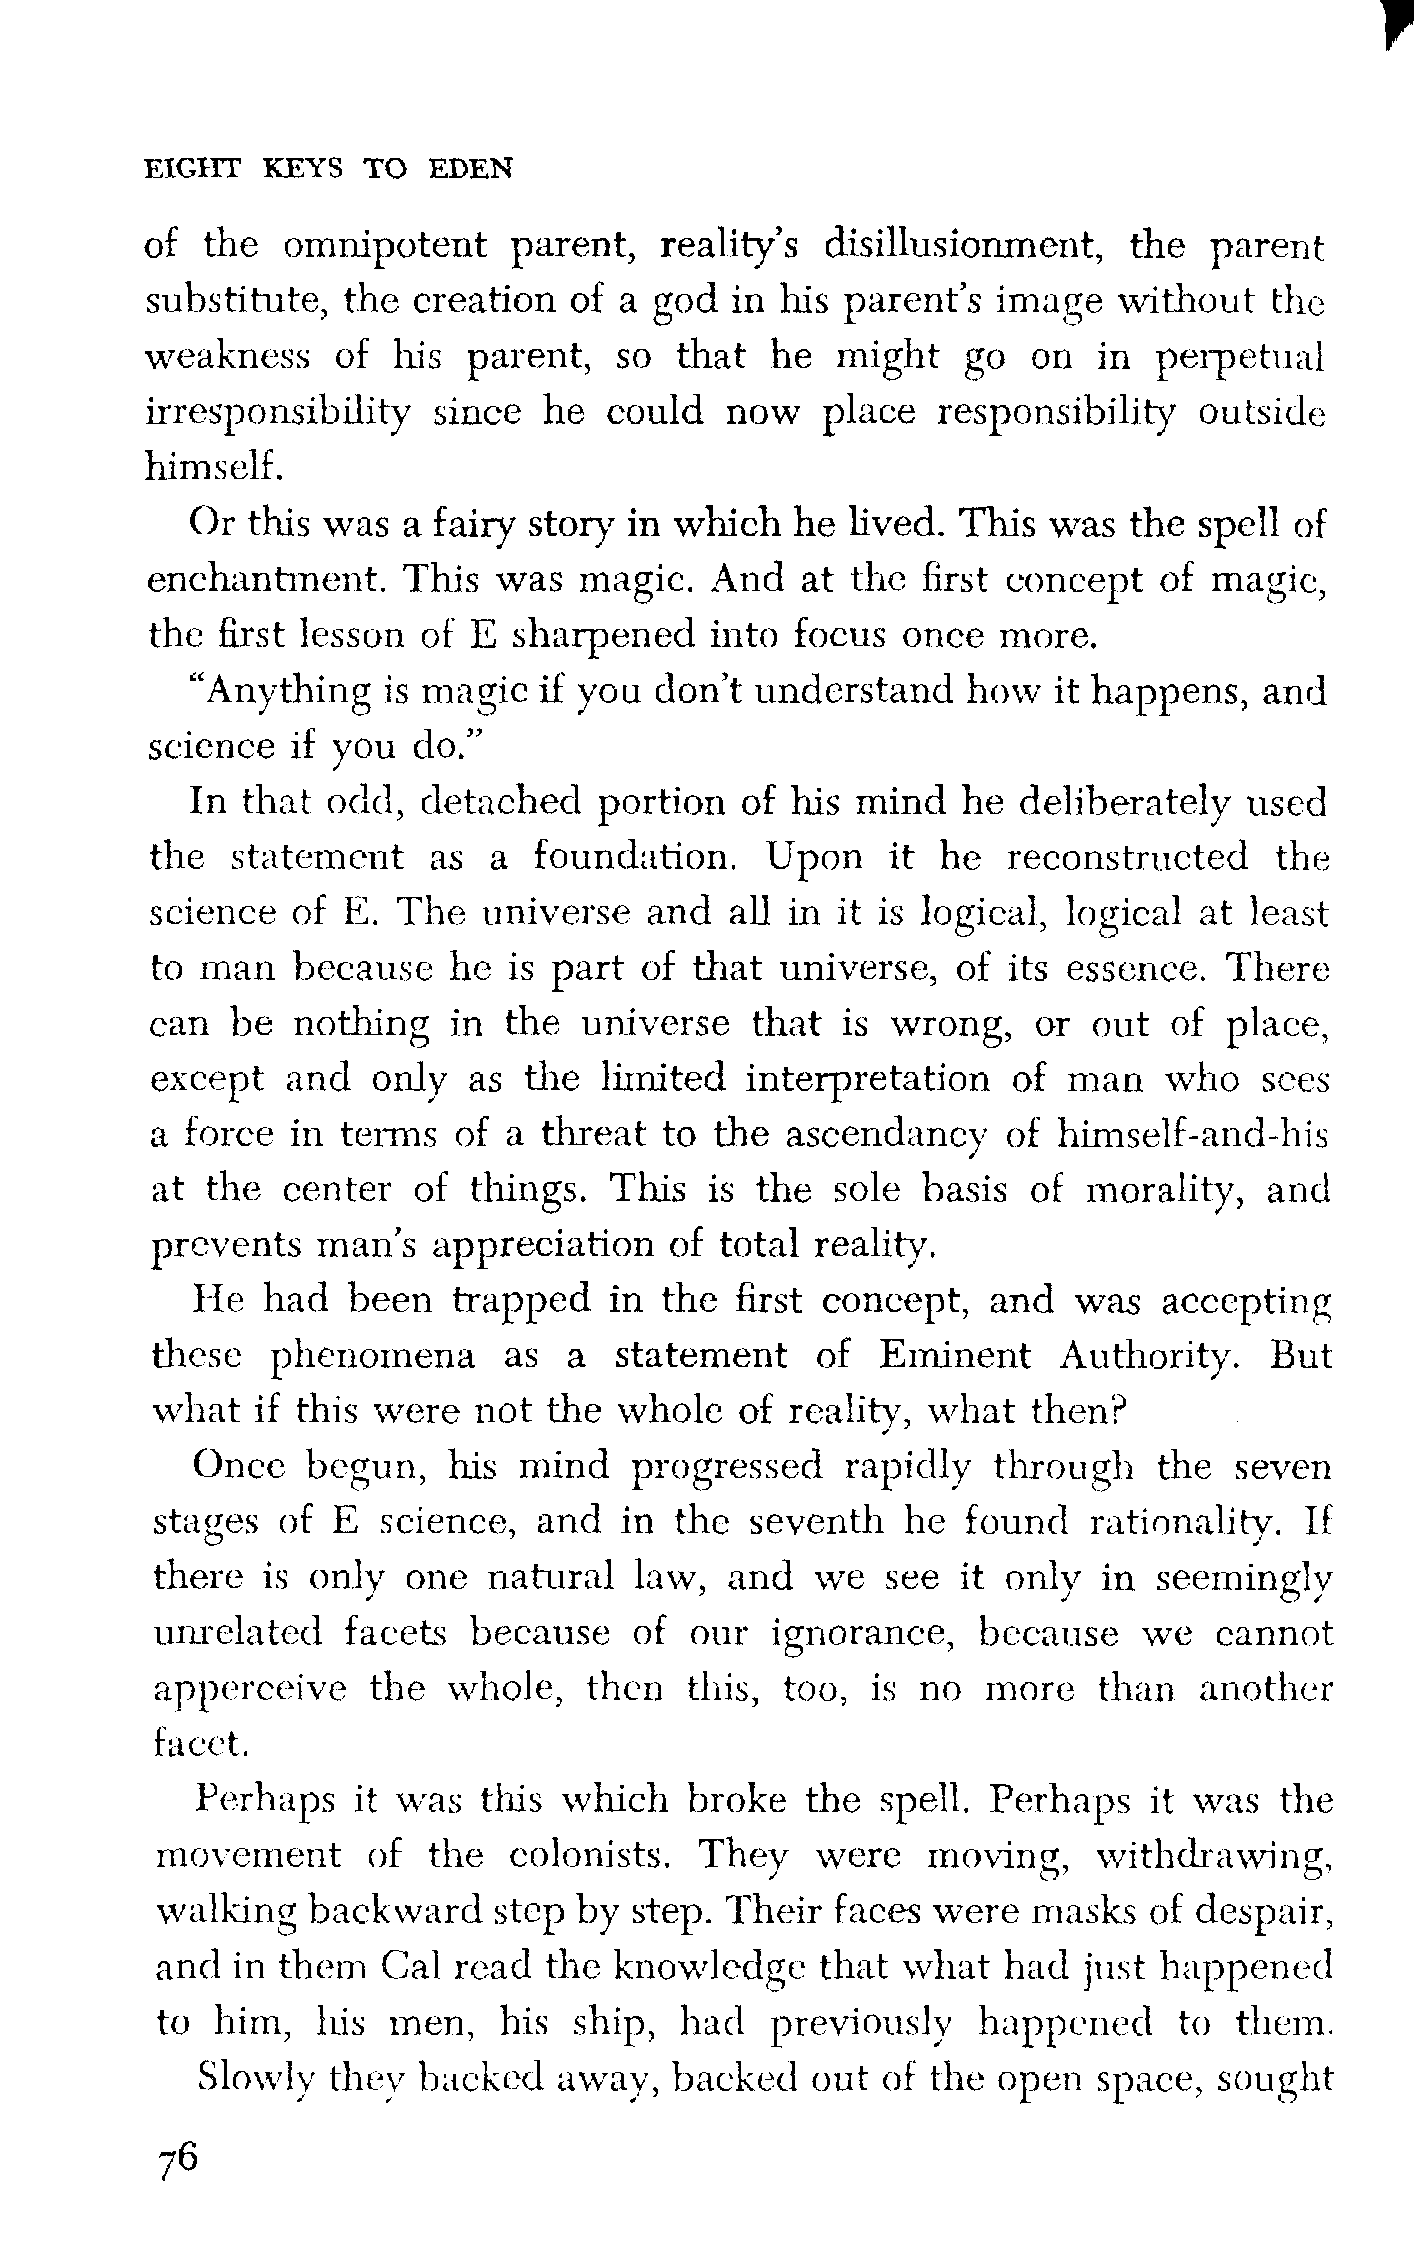 EIGHT KEYS TO EDEN
of the omnipotent parent, reality's disillusionment, the parent
substitute, the creation of a god in his parent's image without the
weakness of his parent, so that he might go on in perpetual
irresponsibility since he could now place responsibility outside
himself.
Or this was a fairy story in which he lived. This was the spell of
enchantment. This was magic. And at the first concept of magic,
the first lesson of E sharpened into focus once more.
“Anything is magic if you don't understand how it happens, and
science if you do.”
In that odd, detached portion of his mind he deliberately used
the statement as a foundation. Upon it he reconstructed the
science of E. The universe and all in it is logical, logical at least
to man because he is part of that universe, of its essence. There
can be nothing in the universe that is wrong, or out of place,
except and only as the limited interpretation of man who sees
a force in terms of a threat to the ascendancy of himself-and-his
at the center of things. This is the sole basis of morality, and
prevents man's appreciation of total reality.
He had been trapped in the first concept, and was accepting
these phenomena as a statement of Eminent Authority. But
what if this were not the whole of reality, what then?
Once begun, his mind progressed rapidly through the seven
stages of E science, and in the seventh he found rationality. If
there is only one natural law, and we see it only in seemingly
unrelated facets because of our ignorance, because we cannot
apperceive the whole, then this, too, is no more than another
facet.
Perhaps it was this which broke the spell. Perhaps it was the
movement of the colonists. They were moving, withdrawing,
walking backward step by step. Their faces were masks of despair,
and in them Cal read the knowledge that what had just happened
to him, his men, his ship, had previously happened to them.
Slowly they backed away, backed out of the open space, sought
76